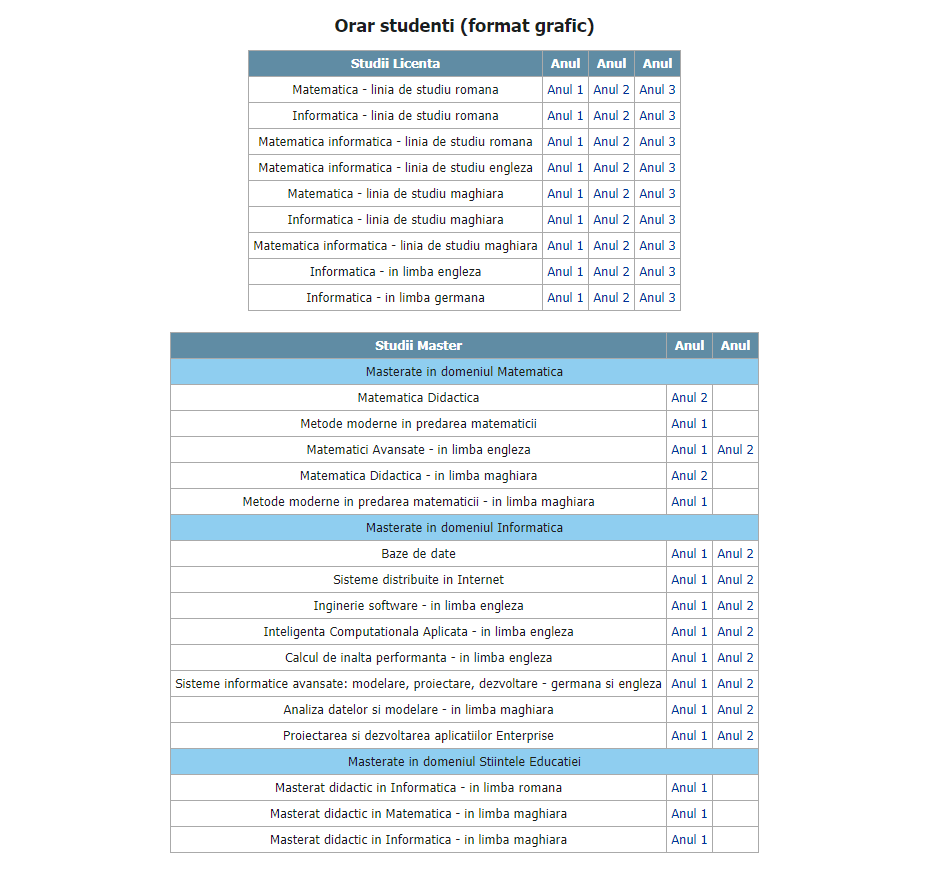 Orar studenti (format grafic)
Studii Licenta Anul Anul Anul
Matematica - linia de studiu romana Anul 1 Anul 2 Anul 3
Informatica - linia de studiu romana Anul 1 Anul 2 Anul 3
Matematica informatica - linia de studiu romana Anul 1 Anul 2 Anul 3
Matematica informatica - linia de studiu engleza Anul 1 Anul 2 Anul 3
Matematica - linia de studiu maghiara Anul 1 Anul 2 Anul 3
Informatica - linia de studiu maghiara Anul 1 Anul 2 Anul 3
Matematica informatica - linia de studiu maghiara Anul 1 Anul 2 Anul 3
Informatica - in limba engleza Anul 1 Anul 2 Anul 3
Informatica - in limba germana Anul 1 Anul 2 Anul 3
Studii Master Anul Anul
Masterate in domeniul Matematica
Matematica Didactica Anul 2
Metode moderne in predarea matematicii Anul 1
Matematici Avansate - in limba engleza Anul 1 Anul 2
Matematica Didactica - in limba maghiara Anul 2
Metode moderne in predarea matematicii - in limba maghiara Anul 1
Masterate in domeniul Informatica
Baze de date Anul 1 Anul 2
Sisteme distribuite in Internet Anul 1 Anul 2
Inginerie software - in limba engleza Anul 1 Anul 2
Inteligenta Computationala Aplicata - in limba engleza Anul 1 Anul 2
Calcul de inalta performanta - in limba engleza Anul 1 Anul 2
Sisteme informatice avansate: modelare, proiectare, dezvoltare - germana si engleza Anul 1 Anul 2
Analiza datelor si modelare - in limba maghiara Anul 1 Anul 2
Proiectarea si dezvoltarea aplicatiilor Enterprise Anul 1 Anul 2
Masterate in domeniul Stiintele Educatiei
Masterat didactic in Informatica - in limba romana Anul 1
Masterat didactic in Matematica - in limba maghiara Anul 1
Masterat didactic in Informatica - in limba maghiara Anul 1